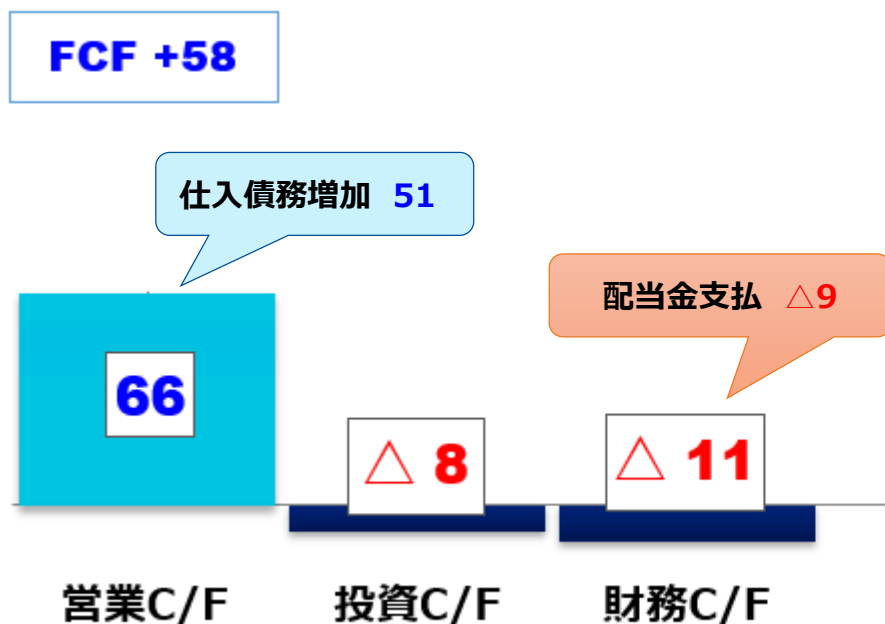 FCF +58
仕入債務増加 51
配当金支払 △9
66
△ 8
△ 11
営業C/F
投資C/F
財務C/F